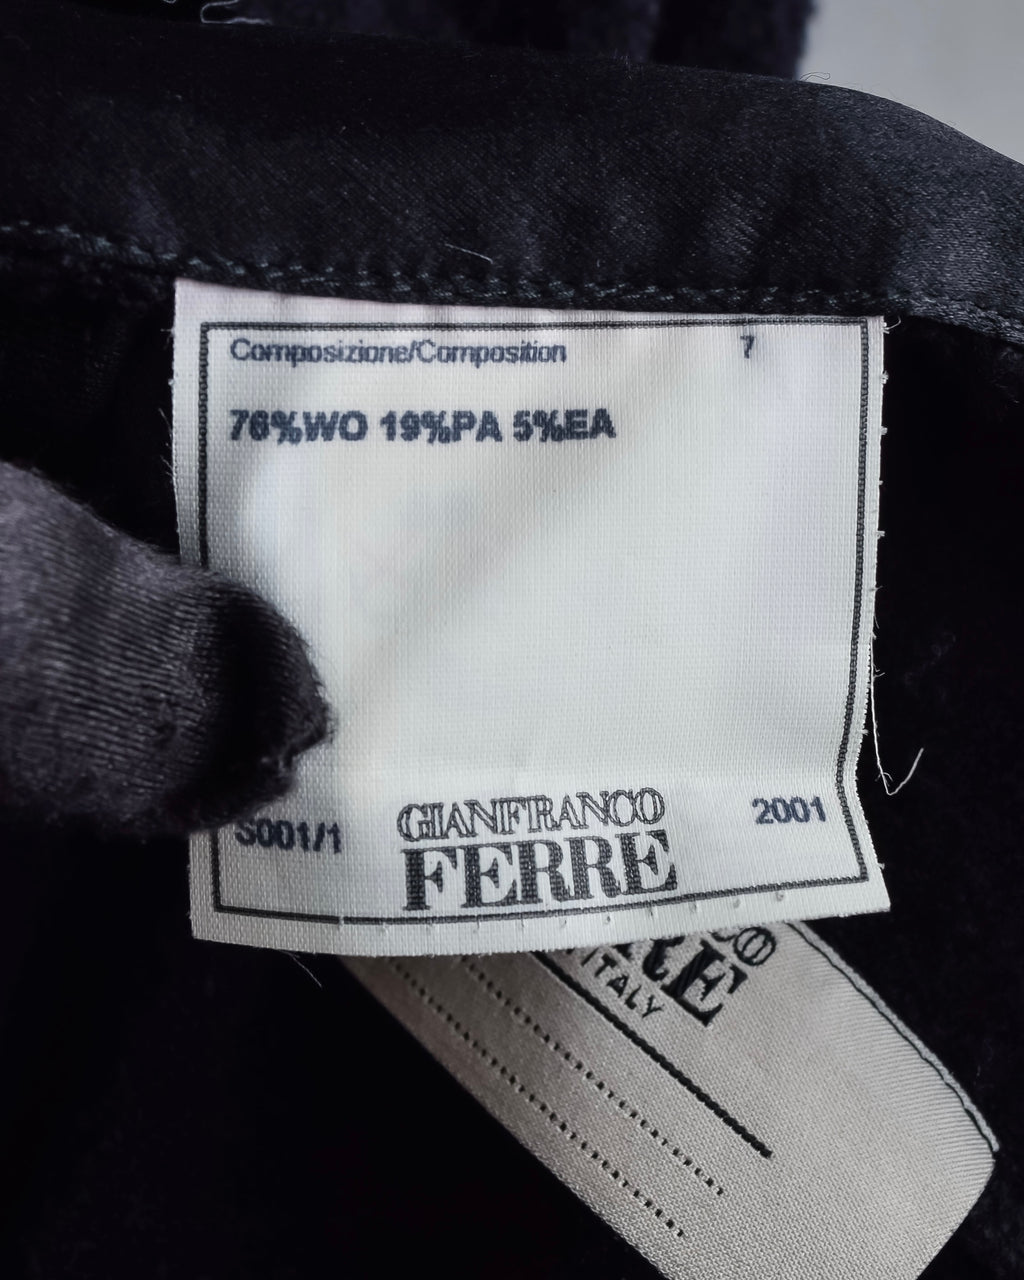 Composizione/Composition 7
76%WO 19%PA 5%EA
S001/1
GIANFRANCO
FERRE
2001
ITALY